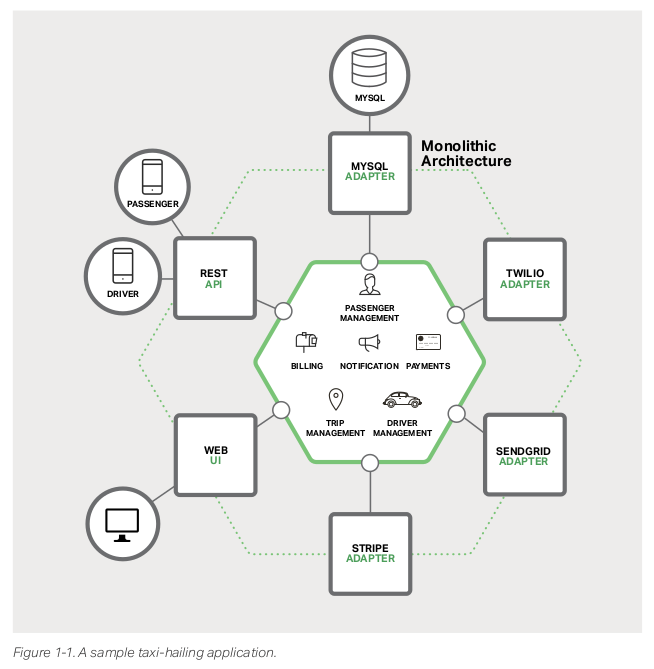 MYSQL
Monolithic
Architecture
MYSQL
ADAPTER
PASSENGER
REST
API
DRIVER
TWILIO
ADAPTER
PASSENGER
MANAGEMENT
BILLING
NOTIFICATION
PAYMENTS
TRIP
MANAGEMENT
DRIVER
MANAGEMENT
WEB
UI
SENDGRID
ADAPTER
STRIPE
ADAPTER
Figure 1-1. A sample taxi-hailing application.